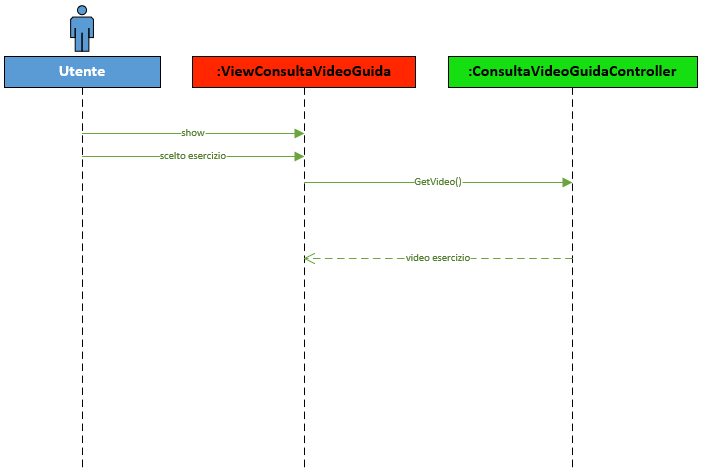 Utente
:ViewConsultaVideoGuida
:ConsultaVideoGuidaController
show
scelto esercizio
GetVideo()
video esercizio